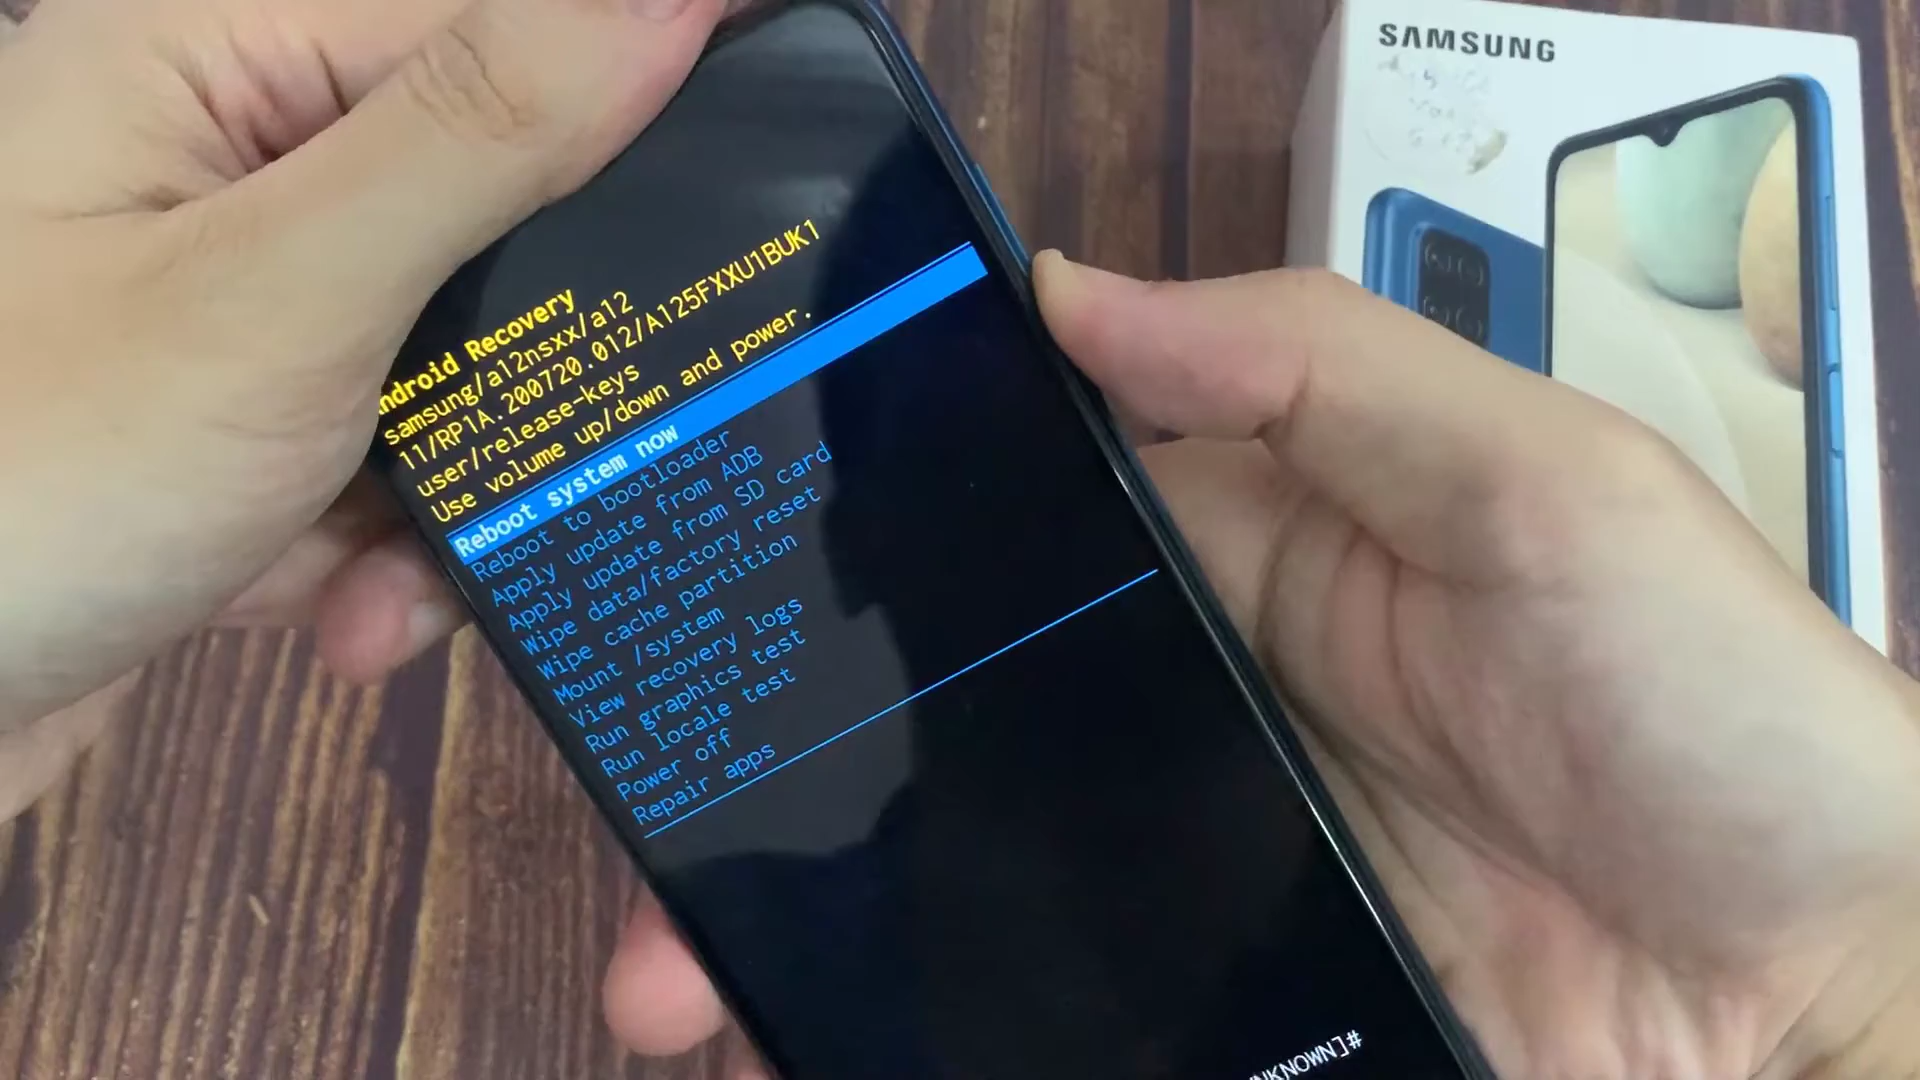 SAMSUNG
ndroid Recovery
samsung/a12nsxx/a12
11/RP1A.200720.012/A125FXXU1BUK1
user/release-keys
Use volume up/down and power.
Reboot system now
Reboot to bootloader
Apply update from ADB
Apply update from SD card
Wipe data/factory reset
Wipe cache partition
Mount /system
View recovery logs
Run graphics test
Run locale test
Power off
Repair apps
NKNOWN]#